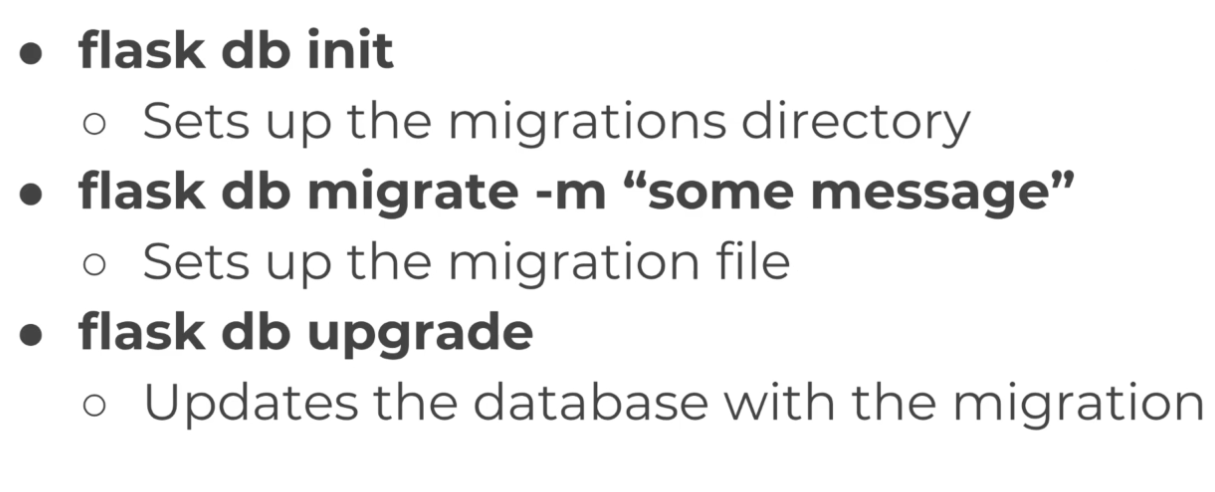 ● flask db init
○ Sets up the migrations directory
● flask db migrate -m “some message”
○ Sets up the migration file
● flask db upgrade
○ Updates the database with the migration